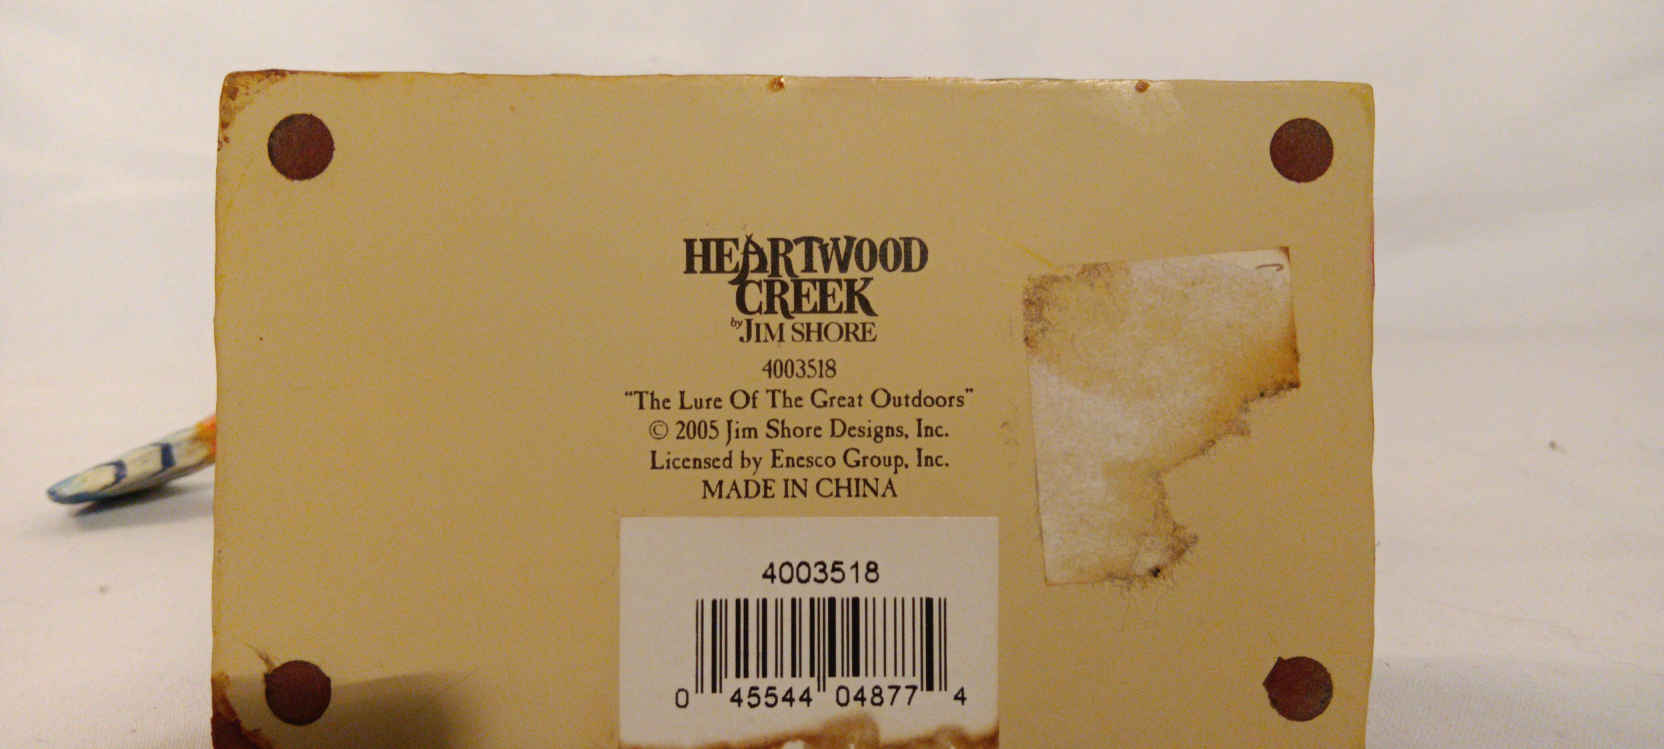 HEARTWOOD
CREEK
by JIM SHORE
4003518
"The Lure Of The Great Outdoors"
© 2005 Jim Shore Designs, Inc.
Licensed by Enesco Group, Inc.
MADE IN CHINA
4003518
0 45544 04877 4